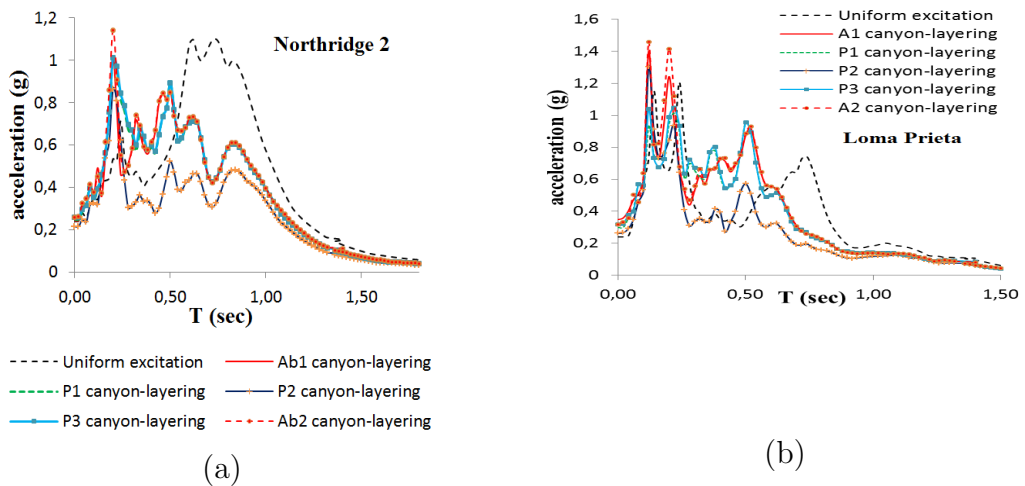 1,2
1
0,8
0,6
0,4
0,2
0
acceleration (g)
Northridge 2
0,00 0,50 1,00 1,50
T (sec)
Uniform excitation
Ab1 canyon-layering
P1 canyon-layering
P2 canyon-layering
P3 canyon-layering
Ab2 canyon-layering
(a)
1,6
1,4
1,2
1
0,8
0,6
0,4
0,2
0
acceleration (g)
Uniform excitation
A1 canyon-layering
P1 canyon-layering
P2 canyon-layering
P3 canyon-layering
A2 canyon-layering
Loma Prieta
0,00 0,50 1,00 1,50
T (sec)
(b)